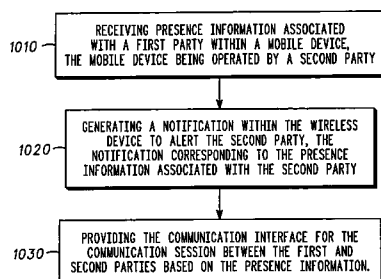 1010
RECEIVING PRESENCE INFORMATION ASSOCIATED
WITH A FIRST PARTY WITHIN A MOBILE DEVICE,
THE MOBILE DEVICE BEING OPERATED BY A SECOND PARTY
1020
GENERATING A NOTIFICATION WITHIN THE WIRELESS
DEVICE TO ALERT THE SECOND PARTY, THE
NOTIFICATION CORRESPONDING TO THE PRESENCE
INFORMATION ASSOCIATED WITH THE SECOND PARTY
1030
PROVIDING THE COMMUNICATION INTERFACE FOR THE
COMMUNICATION SESSION BETWEEN THE FIRST AND
SECOND PARTIES BASED ON THE PRESENCE INFORMATION.